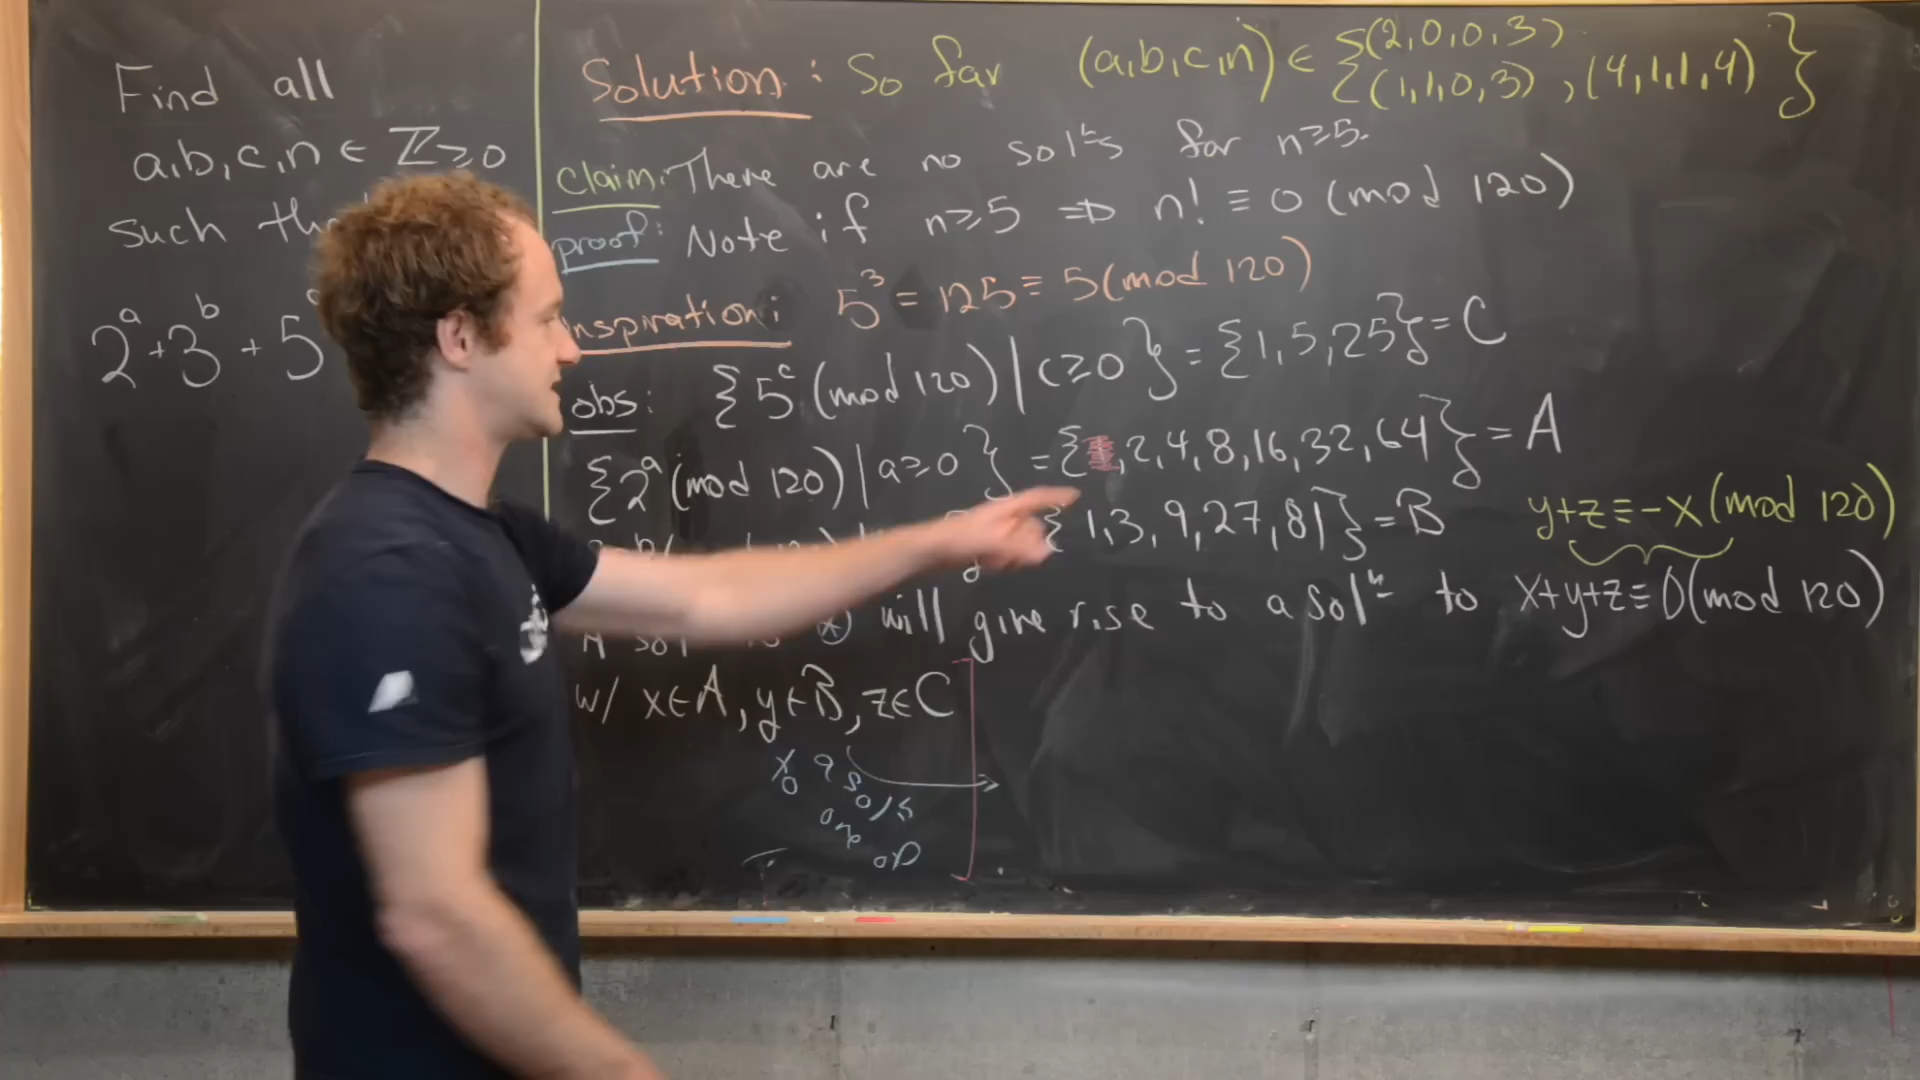 Find all
a,b,c,n ∈ ℤ≥0
such
2^a + 3^b + 5
Solution: So far (a,b,c,n) ∈ {(2,0,0,3), (1,1,0,3), (4,1,1,4)}
Claim: There are no solns for n≥5.
proof: Note if n≥5 ⇒ n! ≡ 0 (mod 120)
inspiration: 5^3 = 125 ≡ 5 (mod 120)
obs: {5^c (mod 120) | c≥0} = {1,5,25} = C
{2^a (mod 120) | a≥0} = {1,2,4,8,16,32,64} = A
{1,3,9,27,81} = B
y+z ≡ -x (mod 120)
A sol to ⊛ will give rise to a soln to x+y+z ≡ 0 (mod 120)
w/ x∈A, y∈B, z∈C